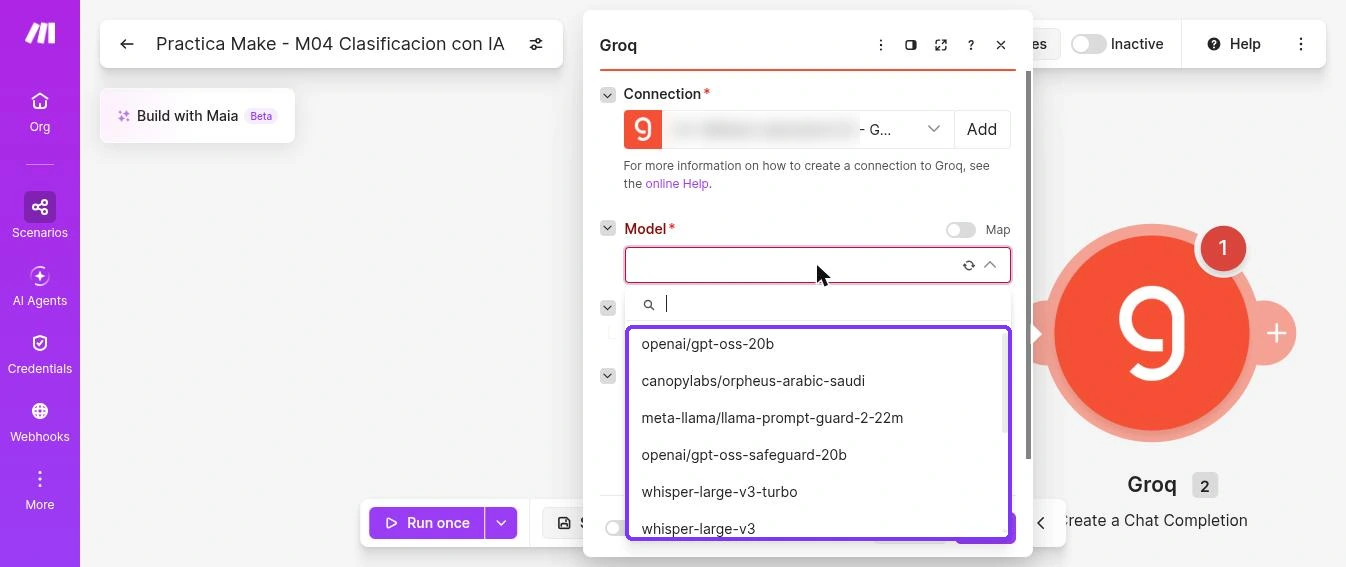 Practica Make - M04 Clasificacion con IA
Build with Maia Beta
Org
Scenarios
AI Agents
Credentials
Webhooks
More
Run once
Groq
Connection*
- G...
Add
For more information on how to create a connection to Groq, see
the online Help.
Model*
Map
openai/gpt-oss-20b
canopylabs/orpheus-arabic-saudi
meta-llama/llama-prompt-guard-2-22m
openai/gpt-oss-safeguard-20b
whisper-large-v3-turbo
whisper-large-v3
Inactive
Help
1
Groq 2
Create a Chat Completion